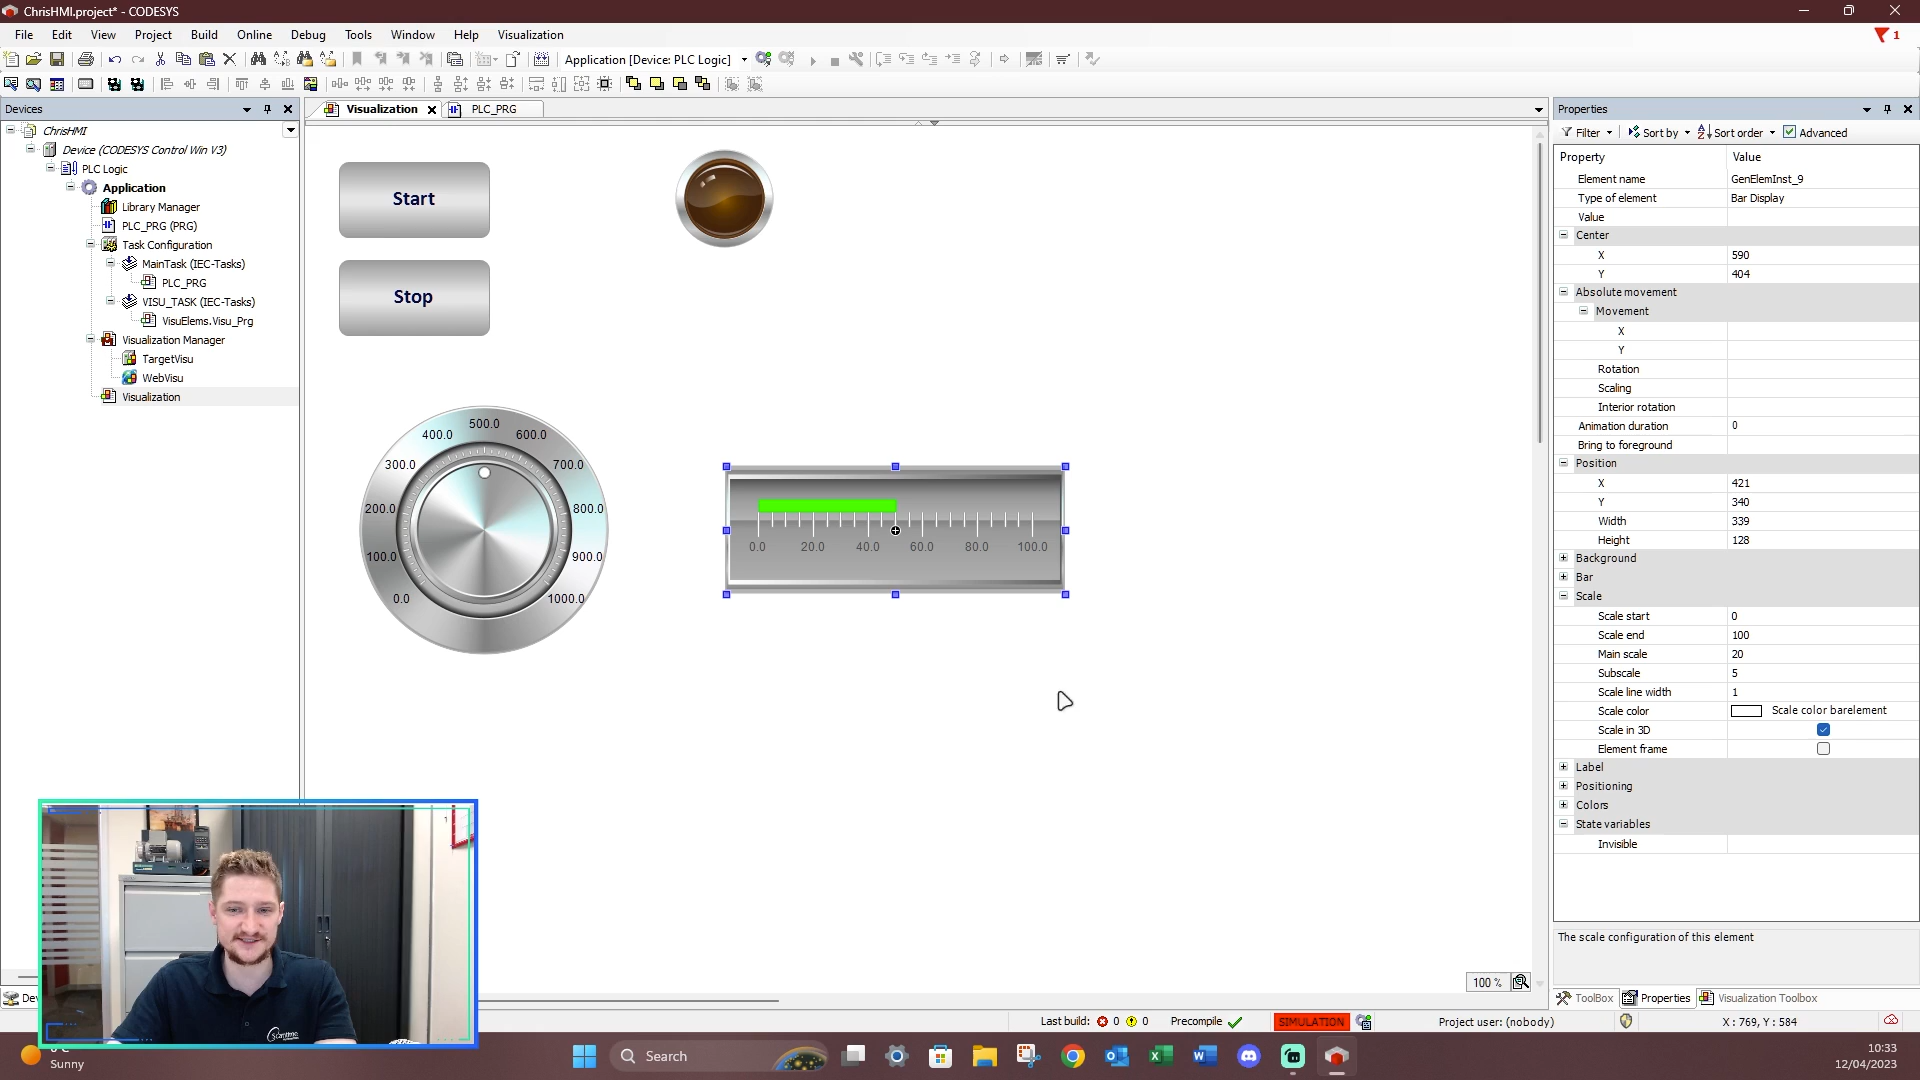 ChrisHMI.project* - CODESYS
File Edit View Project Build Online Debug Tools Window Help Visualization
1
Application [Device: PLC Logic]
Devices
ChrisHMI
Device (CODESYS Control Win V3)
PLC Logic
Application
Library Manager
PLC_PRG (PRG)
Task Configuration
MainTask (IEC-Tasks)
PLC_PRG
VISU_TASK (IEC-Tasks)
VisuElems.Visu_Prg
Visualization Manager
TargetVisu
WebVisu
Visualization
Visualization PLC_PRG
Start
Stop
0.0
100.0
200.0
300.0
400.0
500.0
600.0
700.0
800.0
900.0
1000.0
0.0 20.0 40.0 60.0 80.0 100.0
100 %
Properties
Filter Sort by Sort order Advanced
Property Value
Element name GenElemInst_9
Type of element Bar Display
Value
Center
X 590
Y 404
Absolute movement
Movement
X
Y
Rotation
Scaling
Interior rotation
Animation duration 0
Bring to foreground
Position
X 421
Y 340
Width 339
Height 128
Background
Bar
Scale
Scale start 0
Scale end 100
Main scale 20
Subscale 5
Scale line width 1
Scale color Scale color barelement
Scale in 3D
Element frame
Label
Positioning
Colors
State variables
Invisible
The scale configuration of this element
ToolBox Properties Visualization Toolbox
Last build: 0 0 Precompile SIMULATION Project user: (nobody) X : 769, Y : 584
Sunny
Search
10:33
12/04/2023